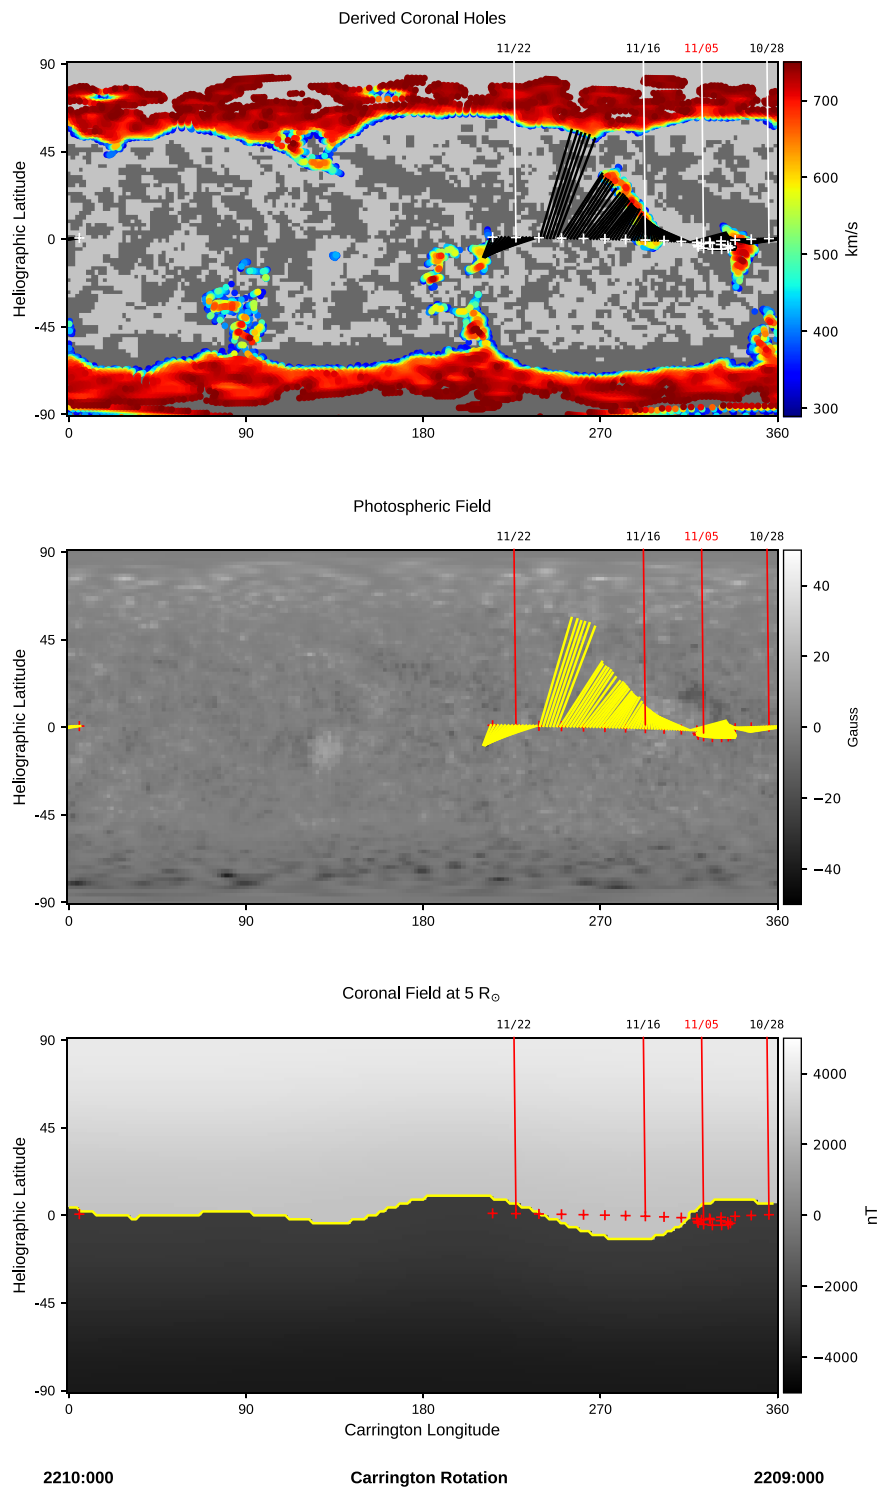 Derived Coronal Holes
11/22 11/16 11/05 10/28
90
45
0
-45
-90
Heliographic Latitude
0 90 180 270 360
700
600
500
400
300
km/s
Photospheric Field
11/22 11/16 11/05 10/28
90
45
0
-45
-90
Heliographic Latitude
0 90 180 270 360
40
20
0
−20
−40
Gauss
Coronal Field at 5 R☉
11/22 11/16 11/05 10/28
90
45
0
-45
-90
Heliographic Latitude
0 90 180 270 360
Carrington Longitude
4000
2000
0
−2000
−4000
nT
2210:000 Carrington Rotation 2209:000